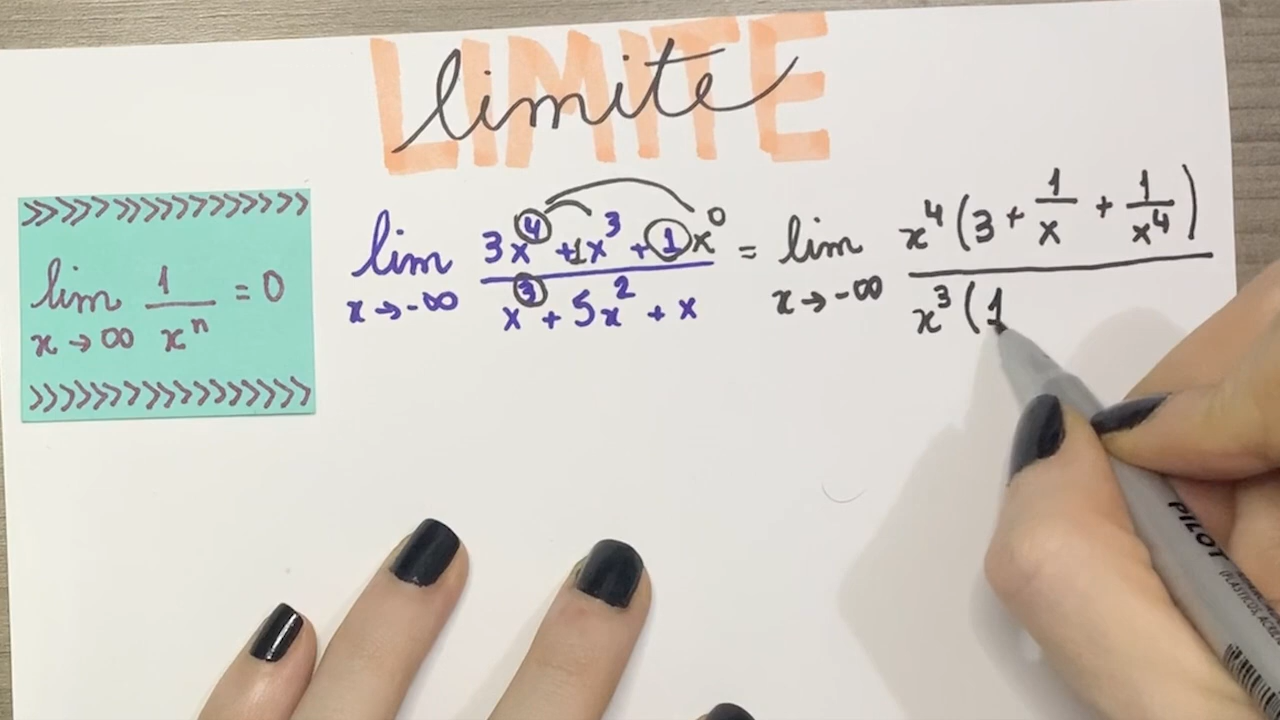 LIMITE
limite
>>>>>>>>>>>>>>>>
lim 1/xⁿ = 0
x → ∞
>>>>>>>>>>>>>>>>
lim (3x⁴ + 1x³ + 1x⁰)/(x³ + 5x² + x) = lim x⁴(3 + 1/x + 1/x⁴)/x³(1
x → -∞ x → -∞
PILOT